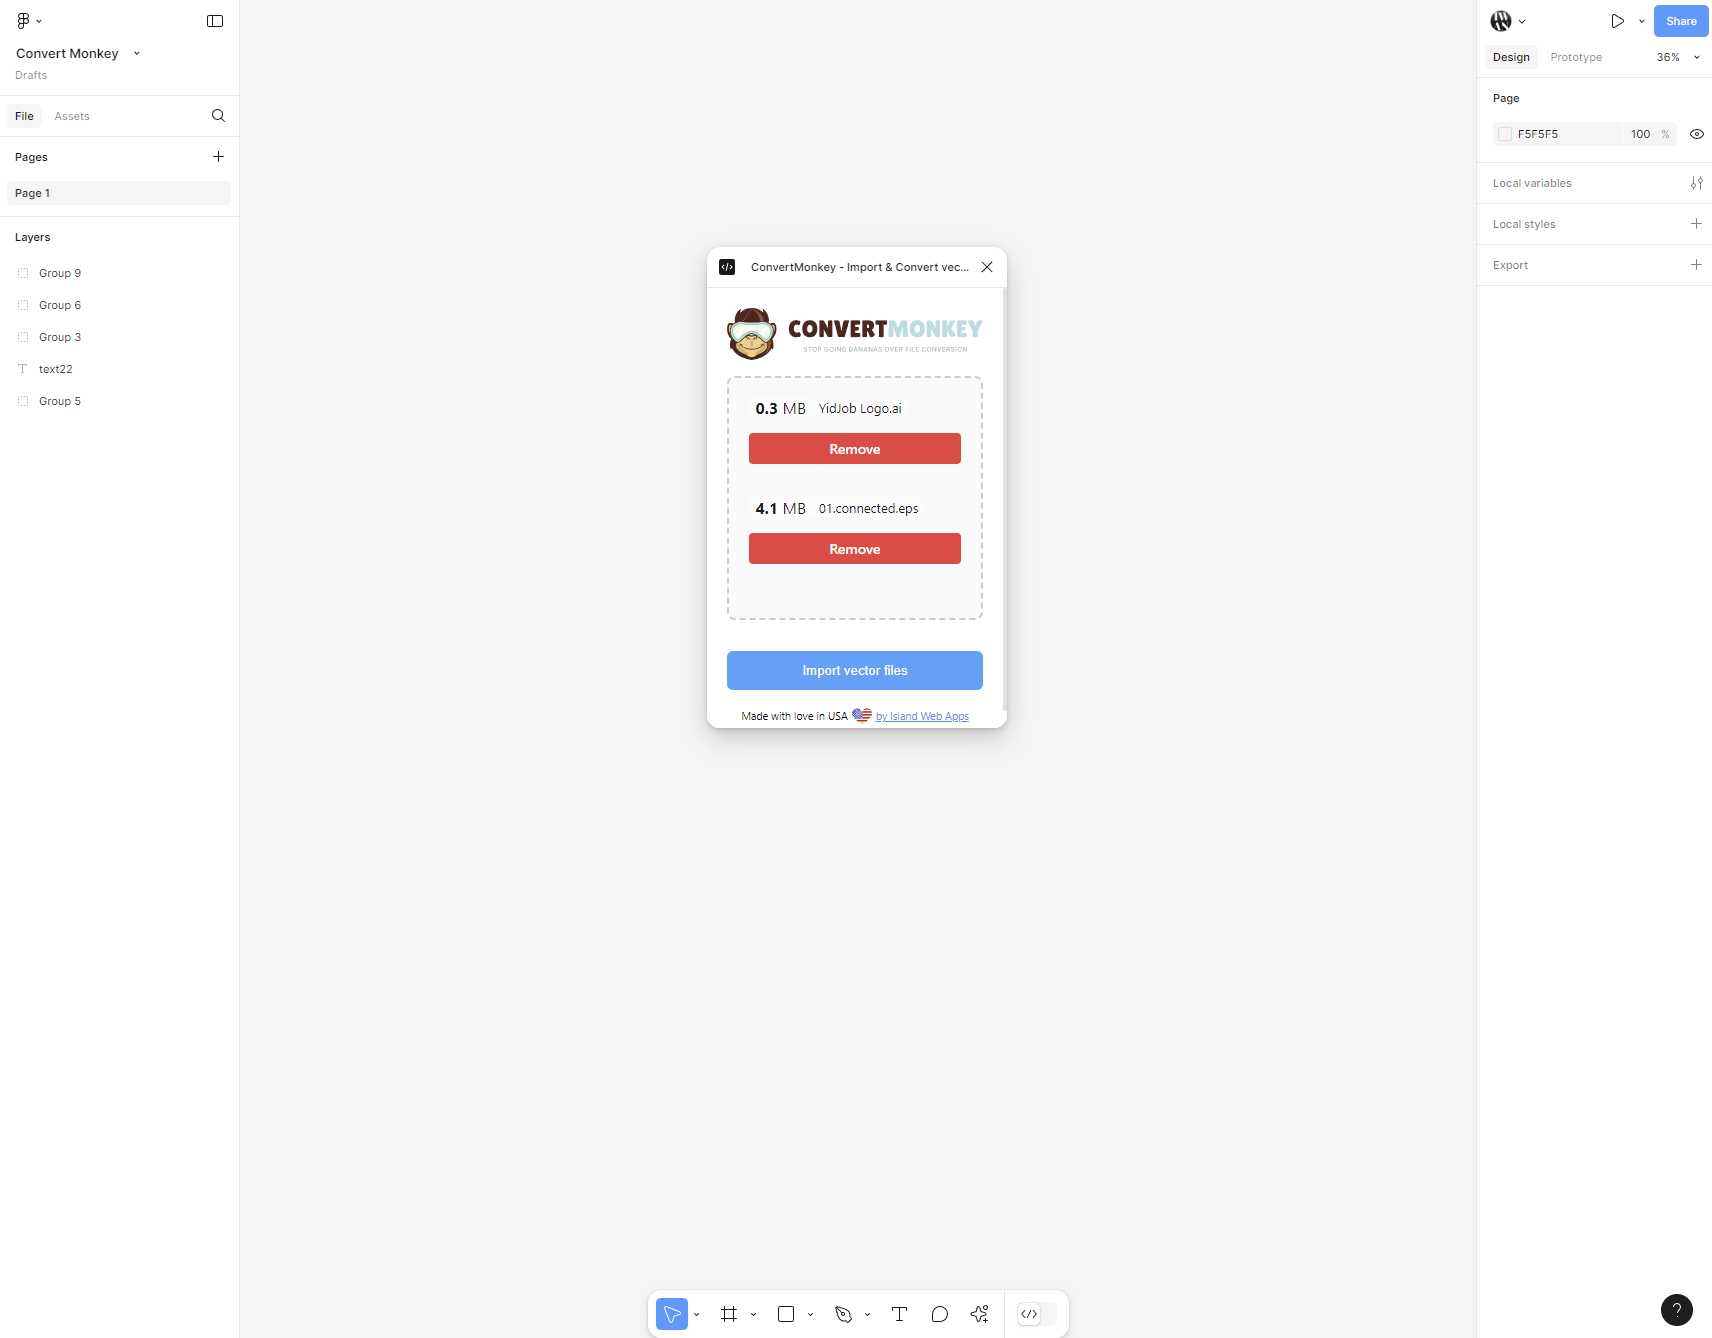 Convert Monkey
Drafts
File Assets
Pages
Page 1
Layers
Group 9
Group 6
Group 3
text22
Group 5
ConvertMonkey - Import & Convert vec...
CONVERTMONKEY
STOP GOING BANANAS OVER FILE CONVERSION
0.3 MB YidJob Logo.ai
Remove
4.1 MB 01.connected.eps
Remove
Import vector files
Made with love in USA by Island Web Apps
Share
Design Prototype 36%
Page
F5F5F5 100 %
Local variables
Local styles
Export
?